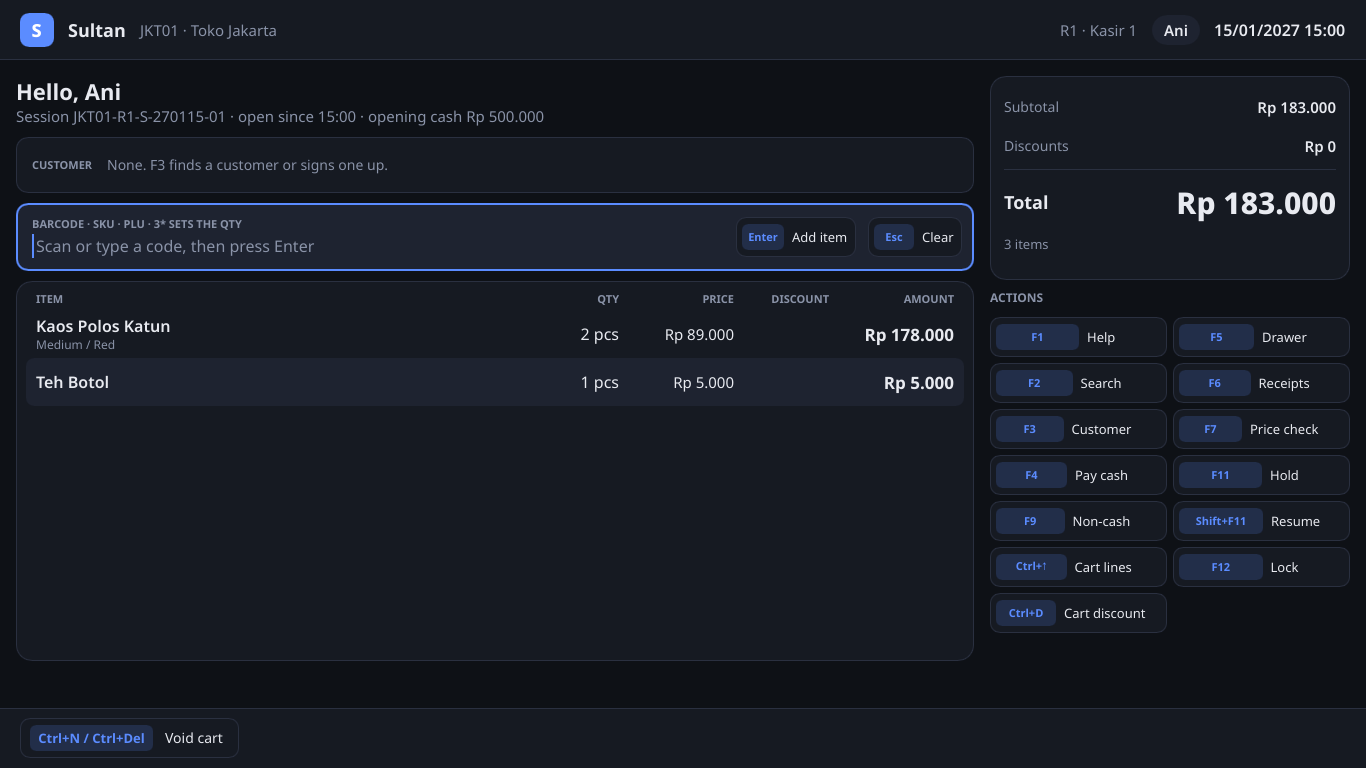 S Sultan JKT01 · Toko Jakarta R1 · Kasir 1 Ani 15/01/2027 15:00
Hello, Ani
Session JKT01-R1-S-270115-01 · open since 15:00 · opening cash Rp 500.000
CUSTOMER None. F3 finds a customer or signs one up.
BARCODE · SKU · PLU · 3* SETS THE QTY
Scan or type a code, then press Enter
Enter Add item Esc Clear
ITEM QTY PRICE DISCOUNT AMOUNT
Kaos Polos Katun 2 pcs Rp 89.000 Rp 178.000
Medium / Red
Teh Botol 1 pcs Rp 5.000 Rp 5.000
Subtotal Rp 183.000
Discounts Rp 0
Total Rp 183.000
3 items
ACTIONS
F1 Help F5 Drawer
F2 Search F6 Receipts
F3 Customer F7 Price check
F4 Pay cash F11 Hold
F9 Non-cash Shift+F11 Resume
Ctrl+↑ Cart lines F12 Lock
Ctrl+D Cart discount
Ctrl+N / Ctrl+Del Void cart